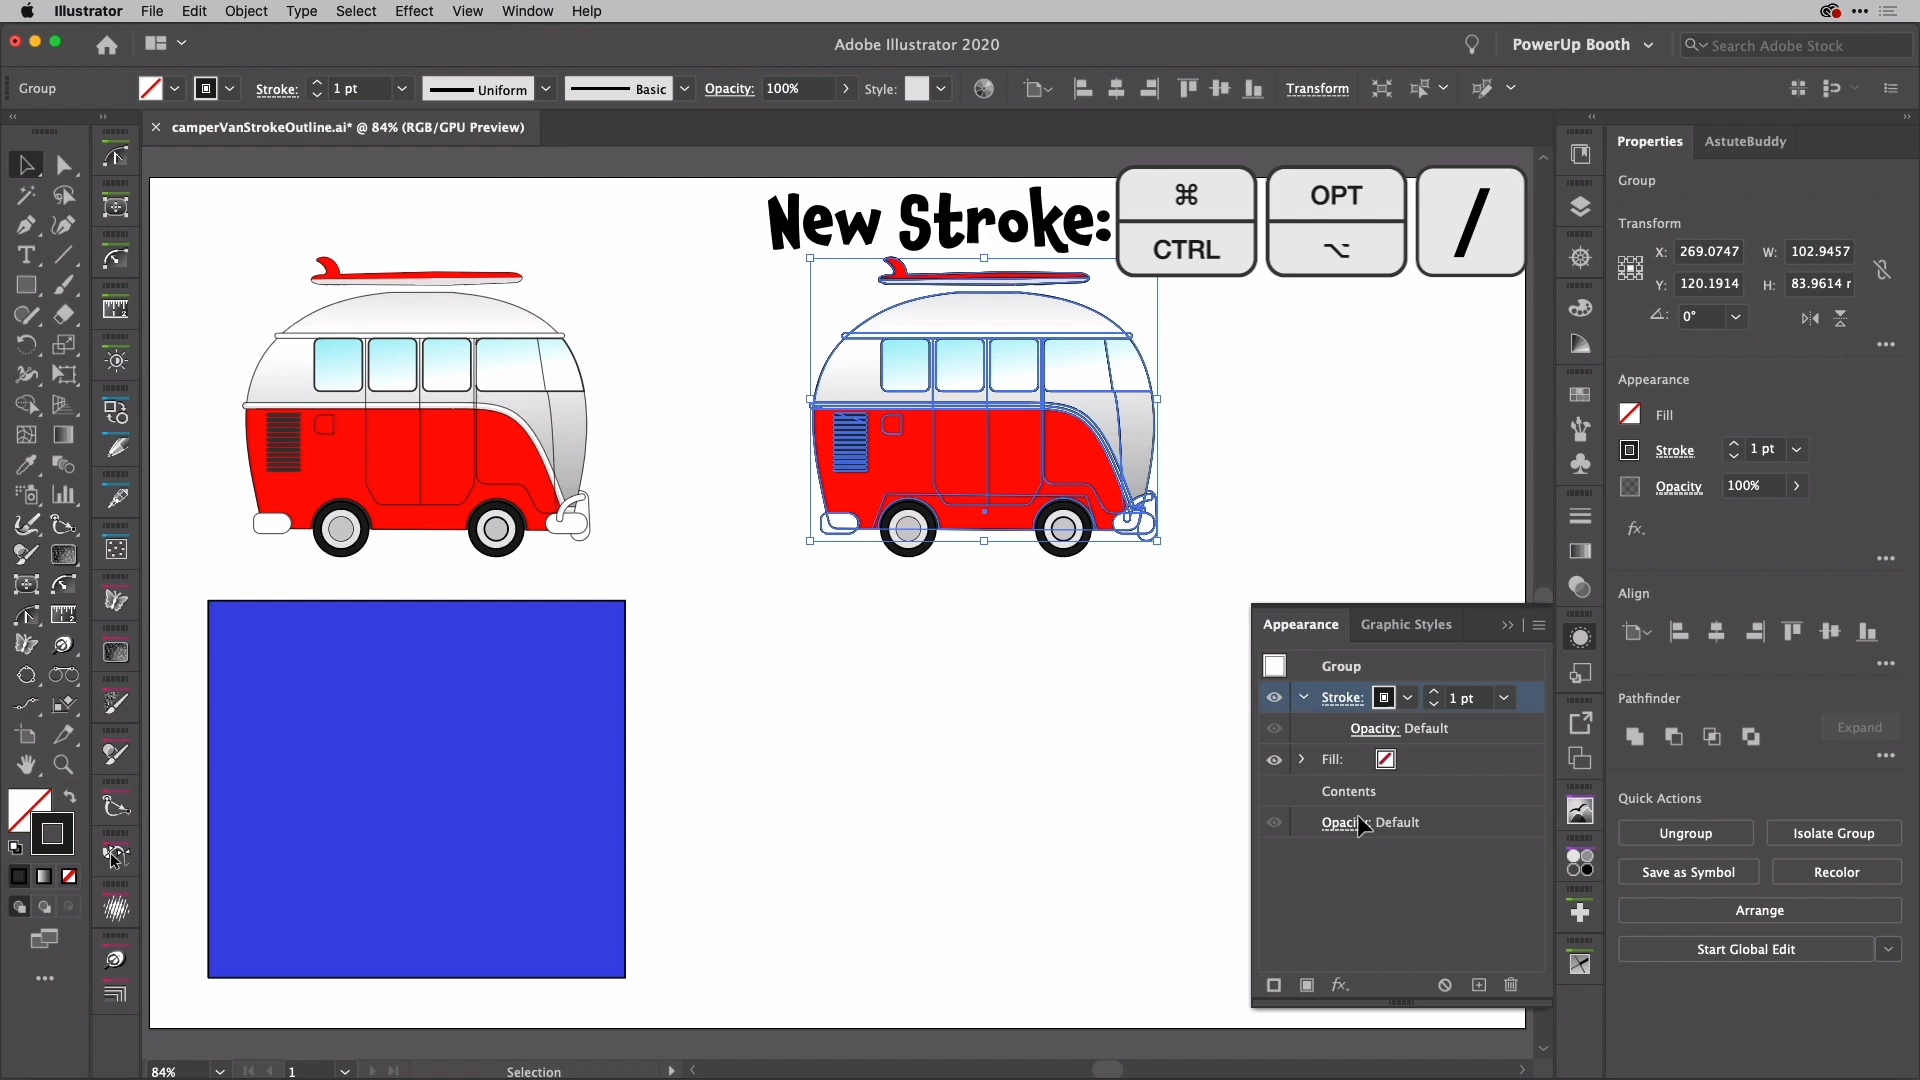 Illustrator File Edit Object Type Select Effect View Window Help
Adobe Illustrator 2020
PowerUp Booth
Search Adobe Stock
Group
Stroke: 1 pt
Uniform
Basic
Opacity: 100%
Style:
Transform
camperVanStrokeOutline.ai* @ 84% (RGB/GPU Preview)
New Stroke:
⌘
CTRL
OPT
⌥
/
Properties
AstuteBuddy
Group
Transform
X: 269.0747 W: 102.9457
Y: 120.1914 H: 83.9614 r
0°
Appearance
Fill
Stroke 1 pt
Opacity 100%
fx.
Align
Pathfinder
Expand
Quick Actions
Ungroup
Isolate Group
Save as Symbol
Recolor
Arrange
Start Global Edit
Appearance
Graphic Styles
Group
Stroke: 1 pt
Opacity: Default
Fill:
Contents
Default
fx.
84%
1
Selection